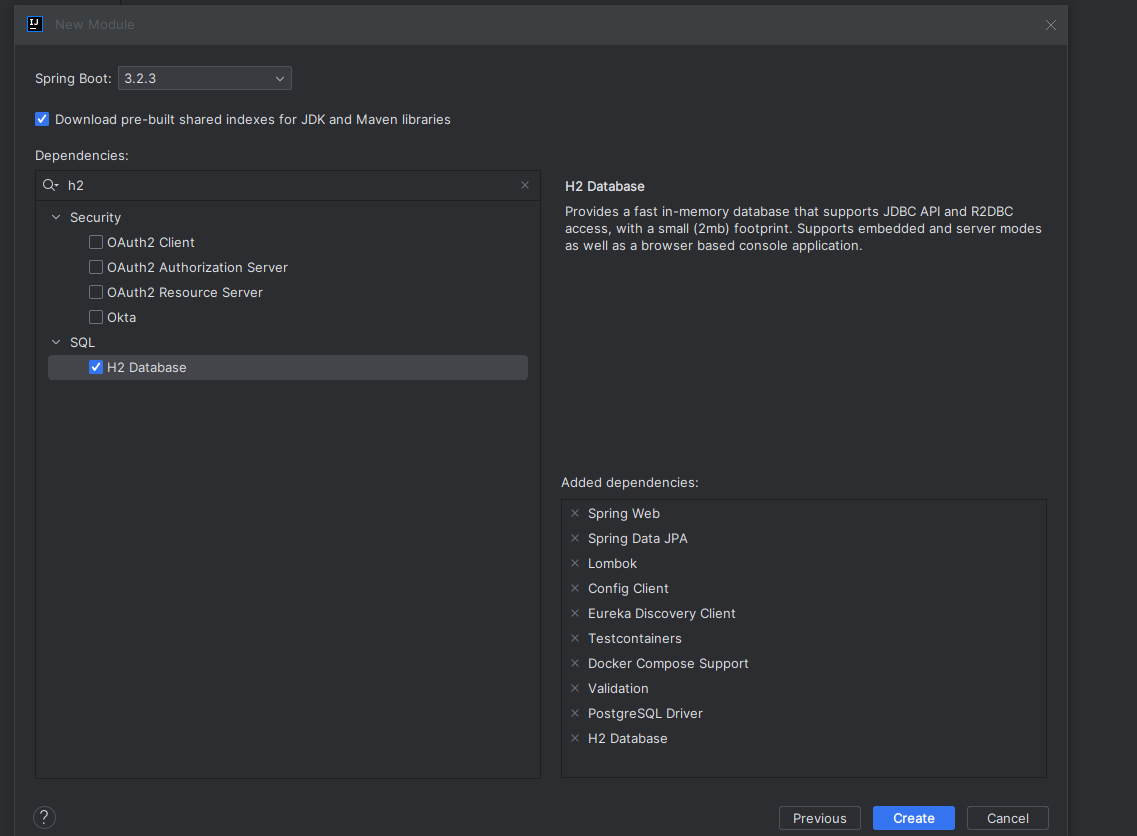 IJ
New Module
Spring Boot: 3.2.3
Download pre-built shared indexes for JDK and Maven libraries
Dependencies:
h2
Security
OAuth2 Client
OAuth2 Authorization Server
OAuth2 Resource Server
Okta
SQL
H2 Database
H2 Database
Provides a fast in-memory database that supports JDBC API and R2DBC
access, with a small (2mb) footprint. Supports embedded and server modes
as well as a browser based console application.
Added dependencies:
Spring Web
Spring Data JPA
Lombok
Config Client
Eureka Discovery Client
Testcontainers
Docker Compose Support
Validation
PostgreSQL Driver
H2 Database
?
Previous
Create
Cancel